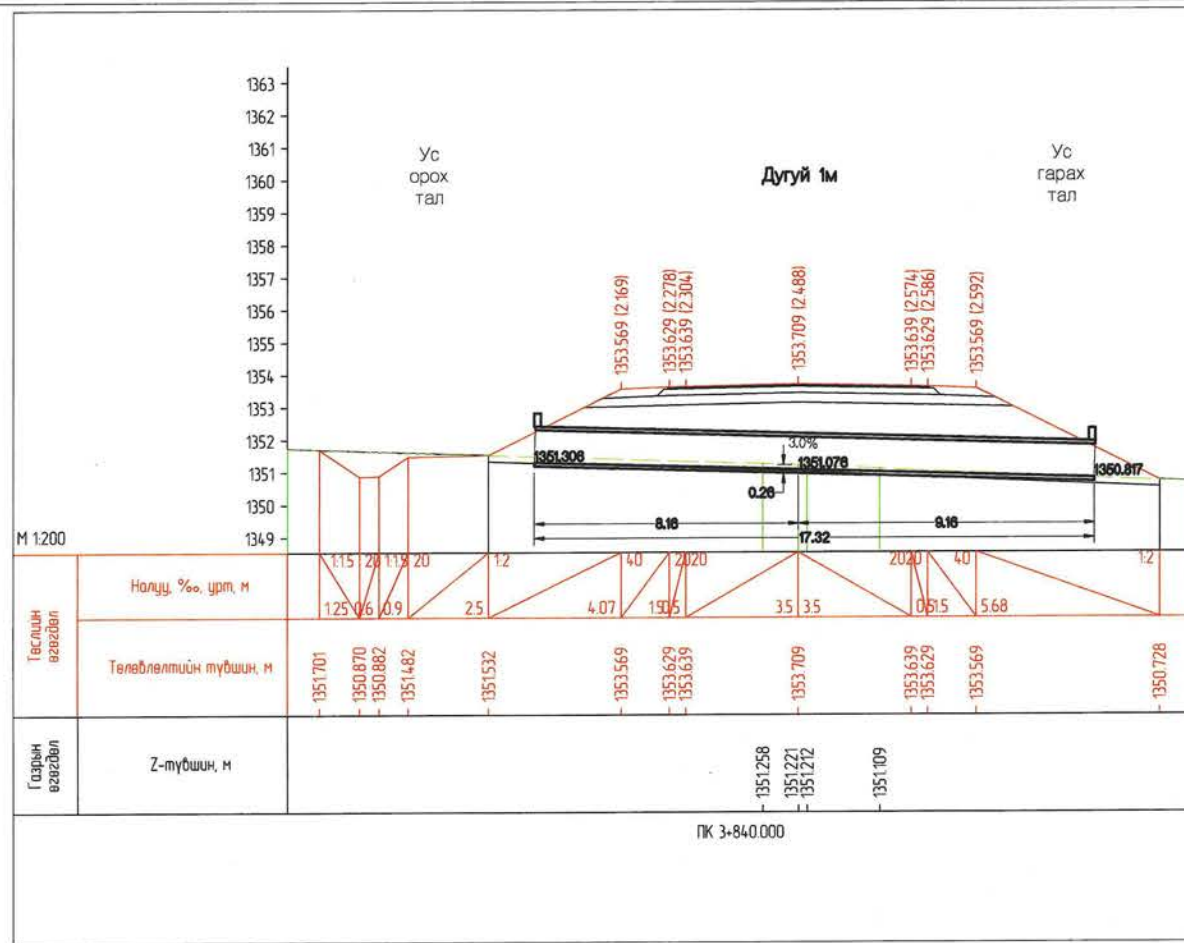 1363
1362
1361
1360
1359
1358
1357
1356
1355
1354
1353
1352
1351
1350
1349
Ус
орох
тал
Дугуй 1м
Ус
гарах
тал
1353.569 (2.169)
1353.629 (2.278)
1353.639 (2.304)
1353.709 (2.488)
1353.639 (2.574)
1353.629 (2.586)
1353.569 (2.592)
3.0%
1351.306
1351.076
1350.817
0.26
8.16
9.16
17.32
М 1:200
Төслийн
өгөгдөл
Налуу, ‰, урт, м
1:1.5 20 1:1.5 20 1:2 40 20 20 20 20 40 1:2
1.25 0.6 0.9 2.5 4.07 1.5 0.5 3.5 3.5 0.5 1.5 5.68
Төлөвлөлтийн түвшин, м
1351.701
1350.870
1350.882
1351.482
1351.532
1353.569
1353.629
1353.639
1353.709
1353.639
1353.629
1353.569
1350.728
Газрын
өгөгдөл
Z-түвшин, м
1351.258
1351.221
1351.212
1351.109
ПК 3+840.000